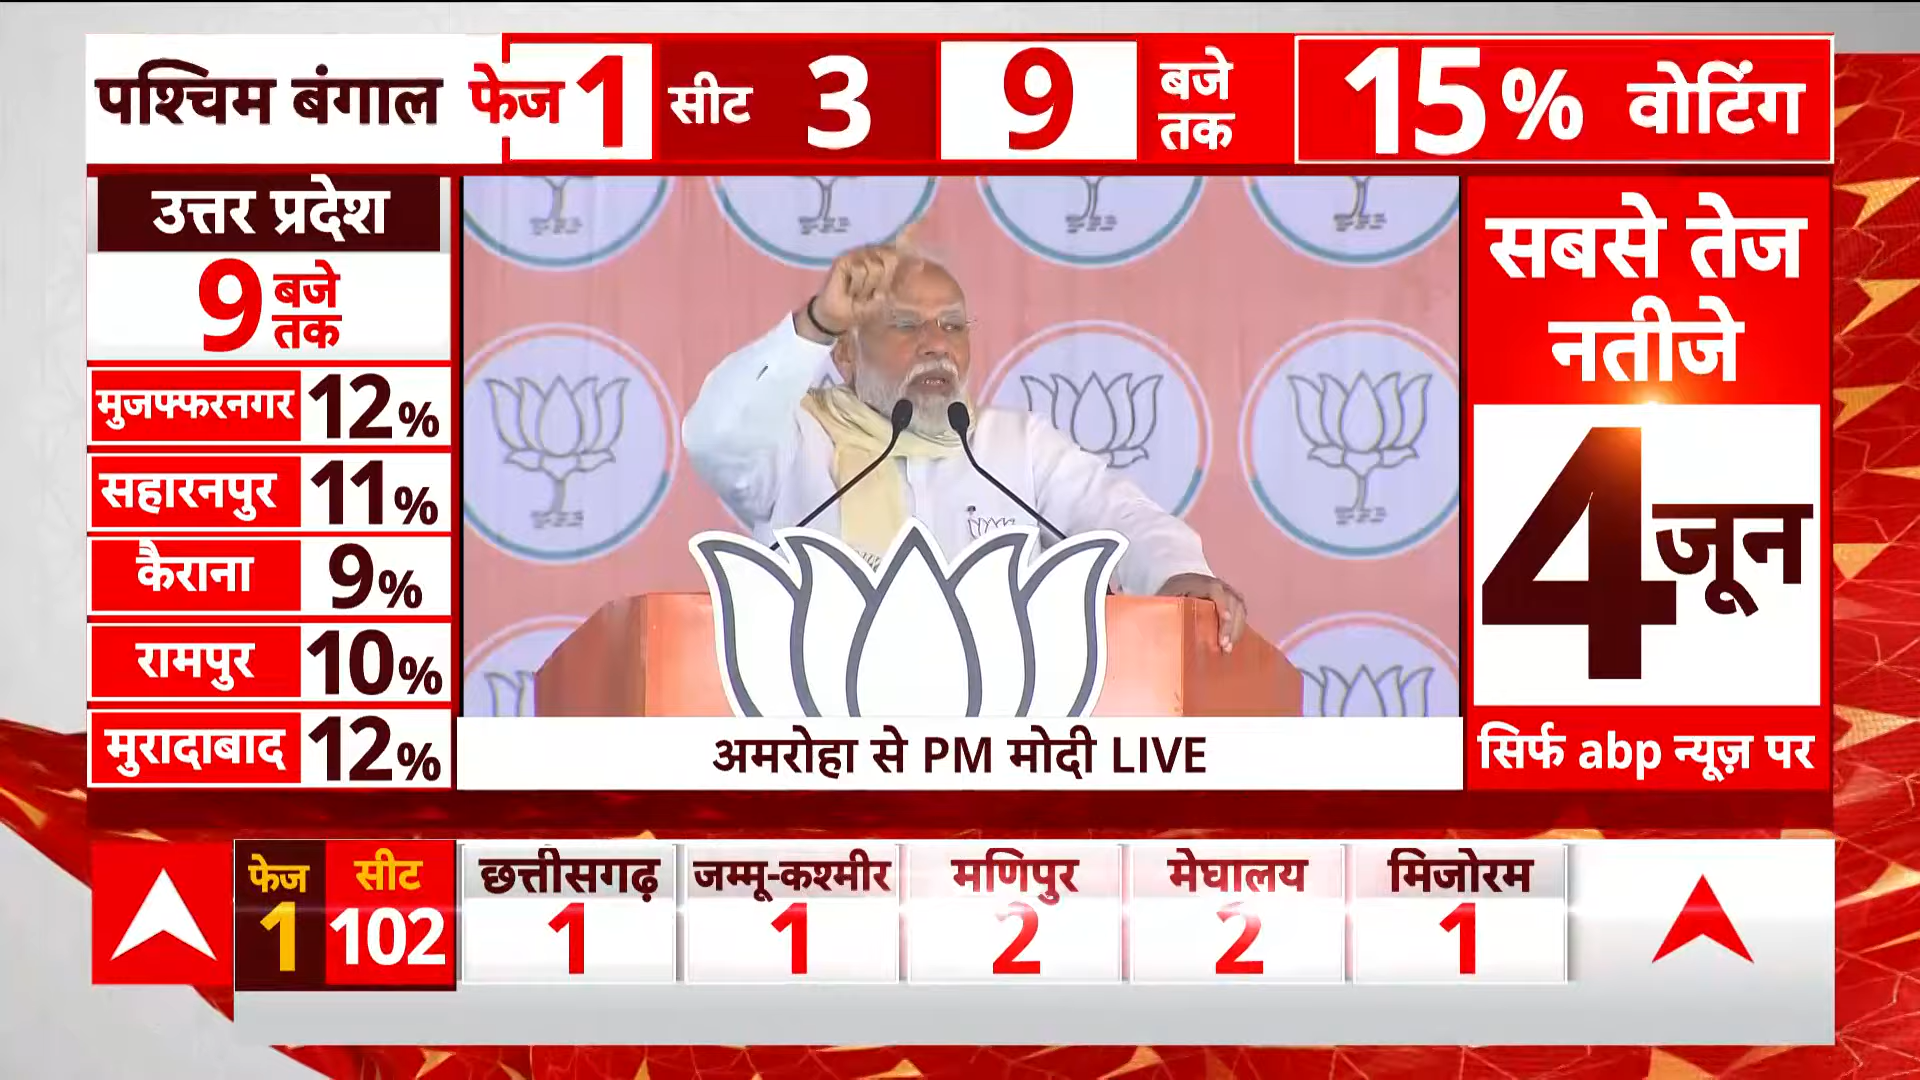 पश्चिम बंगाल फेज 1 सीट 3 9 बजे तक 15% वोटिंग
उत्तर प्रदेश
9 बजे तक
मुजफ्फरनगर 12%
सहारनपुर 11%
कैराना 9%
रामपुर 10%
मुरादाबाद 12%
अमरोहा से PM मोदी LIVE
सबसे तेज
नतीजे
4 जून
सिर्फ abp न्यूज़ पर
फेज 1 सीट 102
छत्तीसगढ़ 1
जम्मू-कश्मीर 1
मणिपुर 2
मेघालय 2
मिजोरम 1